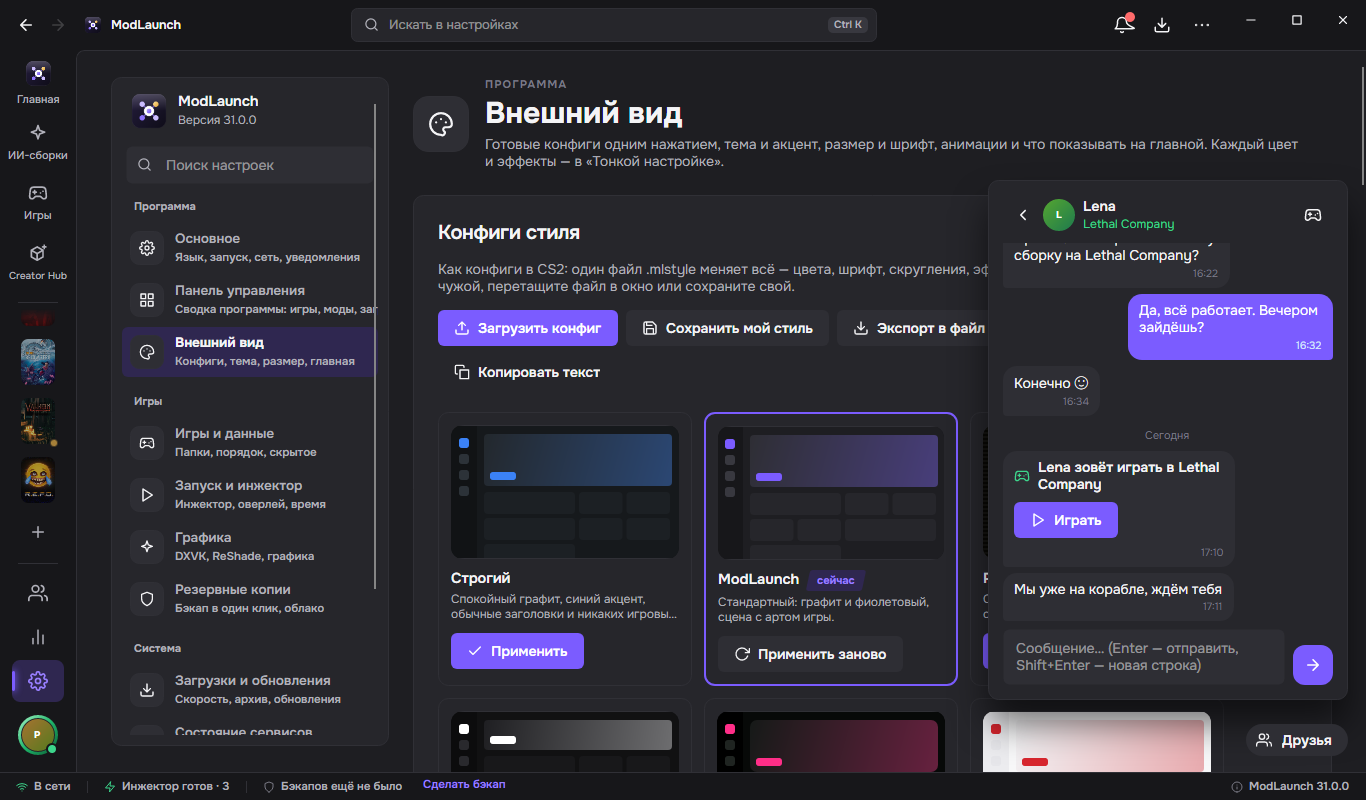 ModLaunch
Искать в настройках
Ctrl K
Главная
ИИ-сборки
Игры
Creator Hub
R.E.P.O.
P
ModLaunch
Версия 31.0.0
Поиск настроек
Программа
Основное
Язык, запуск, сеть, уведомления
Панель управления
Сводка программы: игры, моды, заг
Внешний вид
Конфиги, тема, размер, главная
Игры
Игры и данные
Папки, порядок, скрытое
Запуск и инжектор
Инжектор, оверлей, время
Графика
DXVK, ReShade, графика
Резервные копии
Бэкап в один клик, облако
Система
Загрузки и обновления
Скорость, архив, обновления
Состояние сервисов
ПРОГРАММА
Внешний вид
Готовые конфиги одним нажатием, тема и акцент, размер и шрифт, анимации и что показывать на главной. Каждый цвет
и эффекты — в «Тонкой настройке».
Конфиги стиля
Как конфиги в CS2: один файл .mlstyle меняет всё — цвета, шрифт, скругления, эф
чужой, перетащите файл в окно или сохраните свой.
Загрузить конфиг
Сохранить мой стиль
Экспорт в файл
Копировать текст
Строгий
Спокойный графит, синий акцент,
обычные заголовки и никаких игровы...
Применить
ModLaunch
сейчас
Стандартный: графит и фиолетовый,
сцена с артом игры.
Применить заново
L
Lena
Lethal Company
сборку на Lethal Company?
16:22
Да, всё работает. Вечером
зайдёшь?
16:32
Конечно 🙂
16:34
Сегодня
Lena зовёт играть в Lethal
Company
Играть
17:10
Мы уже на корабле, ждём тебя
17:11
Сообщение... (Enter — отправить,
Shift+Enter — новая строка)
Друзья
В сети
Инжектор готов · 3
Бэкапов ещё не было
Сделать бэкап
ModLaunch 31.0.0